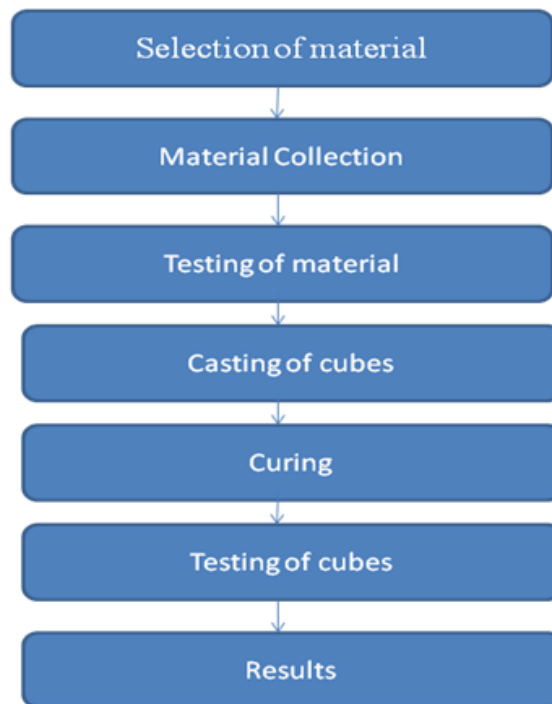 Selection of material
Material Collection
Testing of material
Casting of cubes
Curing
Testing of cubes
Results